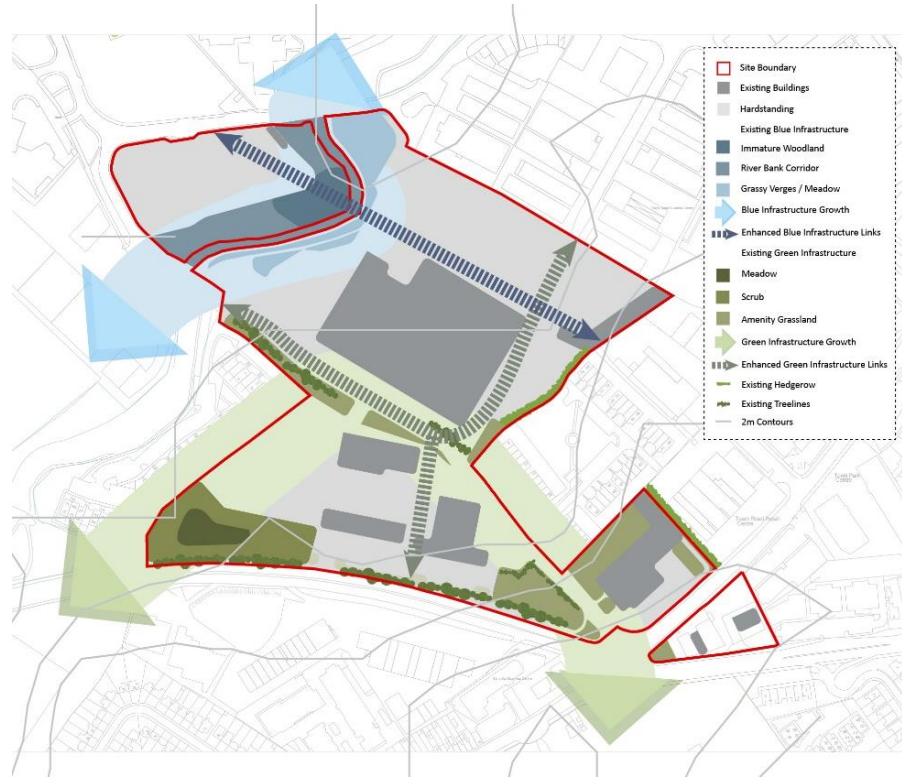 Site Boundary
Existing Buildings
Hardstanding
Existing Blue Infrastructure
Immature Woodland
River Bank Corridor
Grassy Verges / Meadow
Blue Infrastructure Growth
Enhanced Blue Infrastructure Links
Existing Green Infrastructure
Meadow
Scrub
Amenity Grassland
Green Infrastructure Growth
Enhanced Green Infrastructure Links
Existing Hedgerow
Existing Treelines
2m Contours